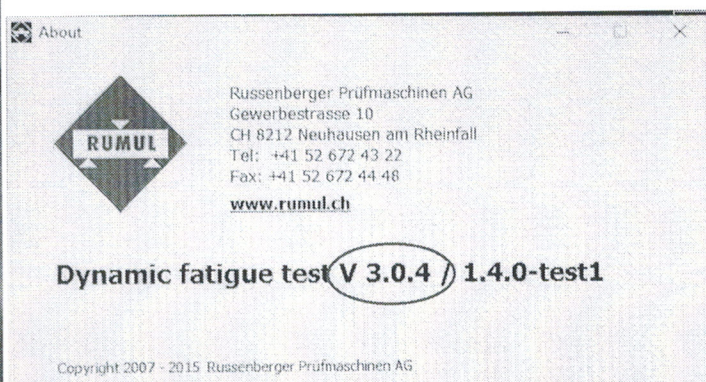 About
RUMUL
Russenberger Prüfmaschinen AG
Gewerbestrasse 10
CH 8212 Neuhausen am Rheinfall
Tel: +41 52 672 43 22
Fax: +41 52 672 44 48
www.rumul.ch
Dynamic fatigue test V 3.0.4 / 1.4.0-test1
Copyright 2007 - 2015 Russenberger Prüfmaschinen AG